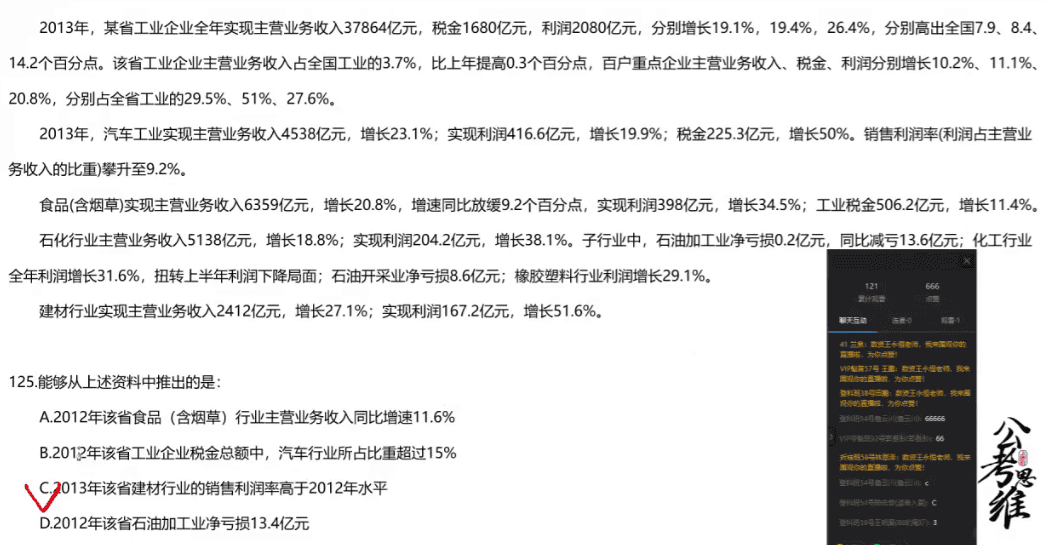 2013年，某省工业企业全年实现主营业务收入37864亿元，税金1680亿元，利润2080亿元，分别增长19.1%，19.4%，26.4%，分别高出全国7.9、8.4、
14.2个百分点。该省工业企业主营业务收入占全国工业的3.7%，比上年提高0.3个百分点，百户重点企业主营业务收入、税金、利润分别增长10.2%、11.1%、
20.8%，分别占全省工业的29.5%、51%、27.6%。
2013年，汽车工业实现主营业务收入4538亿元，增长23.1%；实现利润416.6亿元，增长19.9%；税金225.3亿元，增长50%。销售利润率(利润占主营业
务收入的比重)攀升至9.2%。
食品(含烟草)实现主营业务收入6359亿元，增长20.8%，增速同比放缓9.2个百分点，实现利润398亿元，增长34.5%；工业税金506.2亿元，增长11.4%。
石化行业主营业务收入5138亿元，增长18.8%；实现利润204.2亿元，增长38.1%。子行业中，石油加工业净亏损0.2亿元，同比减亏13.6亿元；化工行业
全年利润增长31.6%，扭转上半年利润下降局面；石油开采业净亏损8.6亿元；橡胶塑料行业利润增长29.1%。
建材行业实现主营业务收入2412亿元，增长27.1%；实现利润167.2亿元，增长51.6%。
125.能够从上述资料中推出的是：
A.2012年该省食品（含烟草）行业主营业务收入同比增速11.6%
B.2012年该省工业企业税金总额中，汽车行业所占比重超过15%
C.2013年该省建材行业的销售利润率高于2012年水平
D.2012年该省石油加工业净亏损13.4亿元
121 666
累计观看 点赞
聊天互动 连麦·0 观看·1
66666
66
c
C
3
公考思维